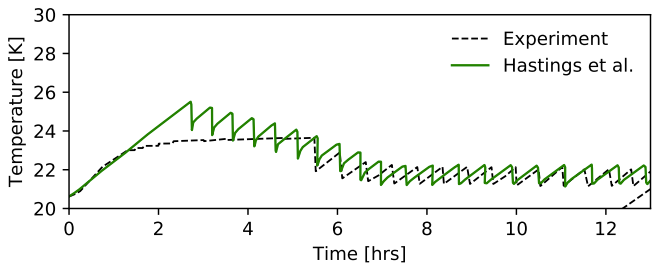 30
28
26
24
22
20
Temperature [K]
Experiment
Hastings et al.
0 2 4 6 8 10 12
Time [hrs]